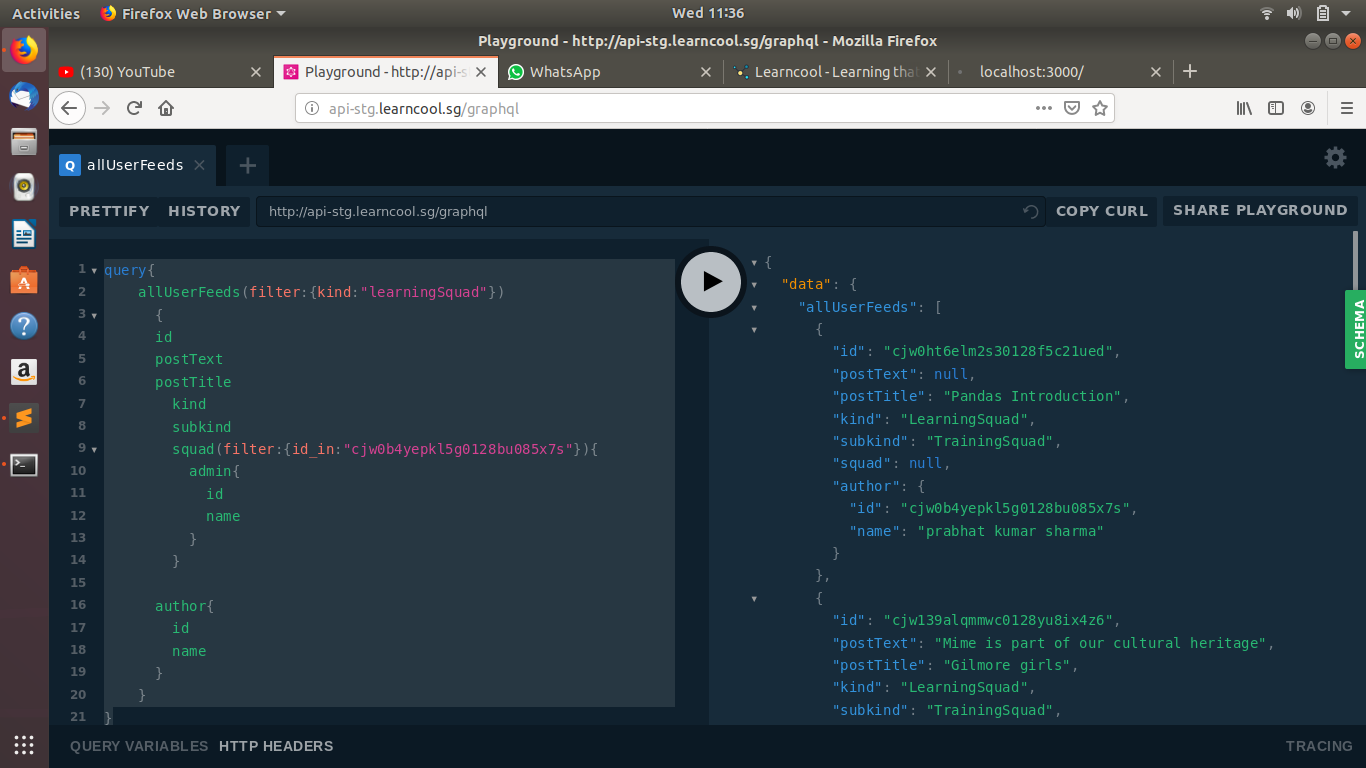 Activities Firefox Web Browser Wed 11:36
Playground - http://api-stg.learncool.sg/graphql - Mozilla Firefox
(130) YouTube Playground - http://api-s WhatsApp Learncool - Learning tha localhost:3000/
api-stg.learncool.sg/graphql
Q allUserFeeds
PRETTIFY HISTORY http://api-stg.learncool.sg/graphql COPY CURL SHARE PLAYGROUND
1 query{
2 allUserFeeds(filter:{kind:"learningSquad"})
3 {
4 id
5 postText
6 postTitle
7 kind
8 subkind
9 squad(filter:{id_in:"cjw0b4yepkl5g0128bu085x7s"}){
10 admin{
11 id
12 name
13 }
14 }
15
16 author{
17 id
18 name
19 }
20 }
21 }
{
"data": {
"allUserFeeds": [
{
"id": "cjw0ht6elm2s30128f5c21ued",
"postText": null,
"postTitle": "Pandas Introduction",
"kind": "LearningSquad",
"subkind": "TrainingSquad",
"squad": null,
"author": {
"id": "cjw0b4yepkl5g0128bu085x7s",
"name": "prabhat kumar sharma"
}
},
{
"id": "cjw139alqmmwc0128yu8ix4z6",
"postText": "Mime is part of our cultural heritage",
"postTitle": "Gilmore girls",
"kind": "LearningSquad",
"subkind": "TrainingSquad",
SCHEMA
QUERY VARIABLES HTTP HEADERS TRACING